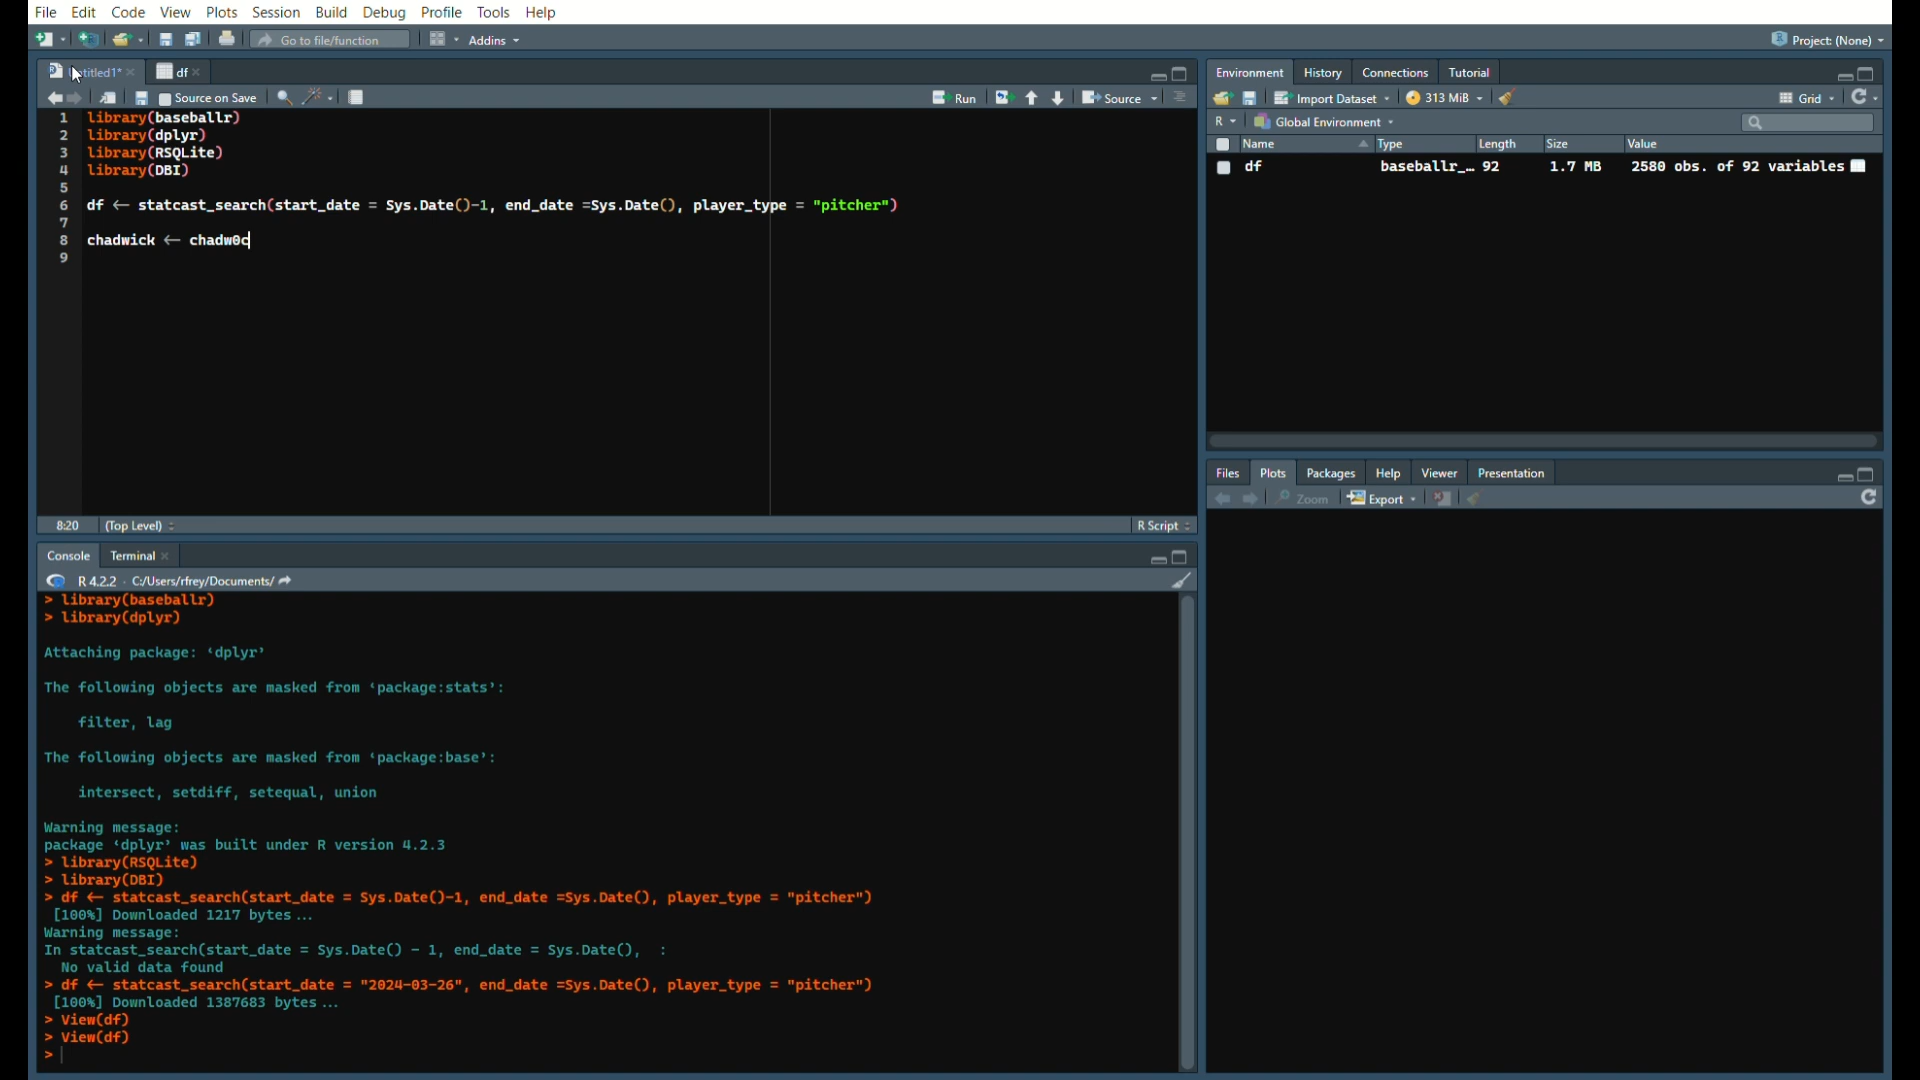 File Edit Code View Plots Session Build Debug Profile Tools Help
Go to file/function Addins Project: (None)
titled1* df
Source on Save Run Source
1 library(baseballr)
2 library(dplyr)
3 library(RSQLite)
4 library(DBI)
5
6 df <- statcast_search(start_date = Sys.Date()-1, end_date =Sys.Date(), player_type = "pitcher")
7
8 chadwick <- chadw0c
9
8:20 (Top Level) R Script
Console Terminal
R 4.2.2 · C:/Users/rfrey/Documents/
> library(baseballr)
> library(dplyr)
Attaching package: ‘dplyr’
The following objects are masked from ‘package:stats’:
filter, lag
The following objects are masked from ‘package:base’:
intersect, setdiff, setequal, union
Warning message:
package ‘dplyr’ was built under R version 4.2.3
> library(RSQLite)
> library(DBI)
> df <- statcast_search(start_date = Sys.Date()-1, end_date =Sys.Date(), player_type = "pitcher")
[100%] Downloaded 1217 bytes...
Warning message:
In statcast_search(start_date = Sys.Date() - 1, end_date = Sys.Date(), :
No valid data found
> df <- statcast_search(start_date = "2024-03-26", end_date =Sys.Date(), player_type = "pitcher")
[100%] Downloaded 1387683 bytes...
> View(df)
> View(df)
>
Environment History Connections Tutorial
Import Dataset 313 MiB Grid
R Global Environment
Name Type Length Size Value
df baseballr_... 92 1.7 MB 2580 obs. of 92 variables
Files Plots Packages Help Viewer Presentation
Zoom Export